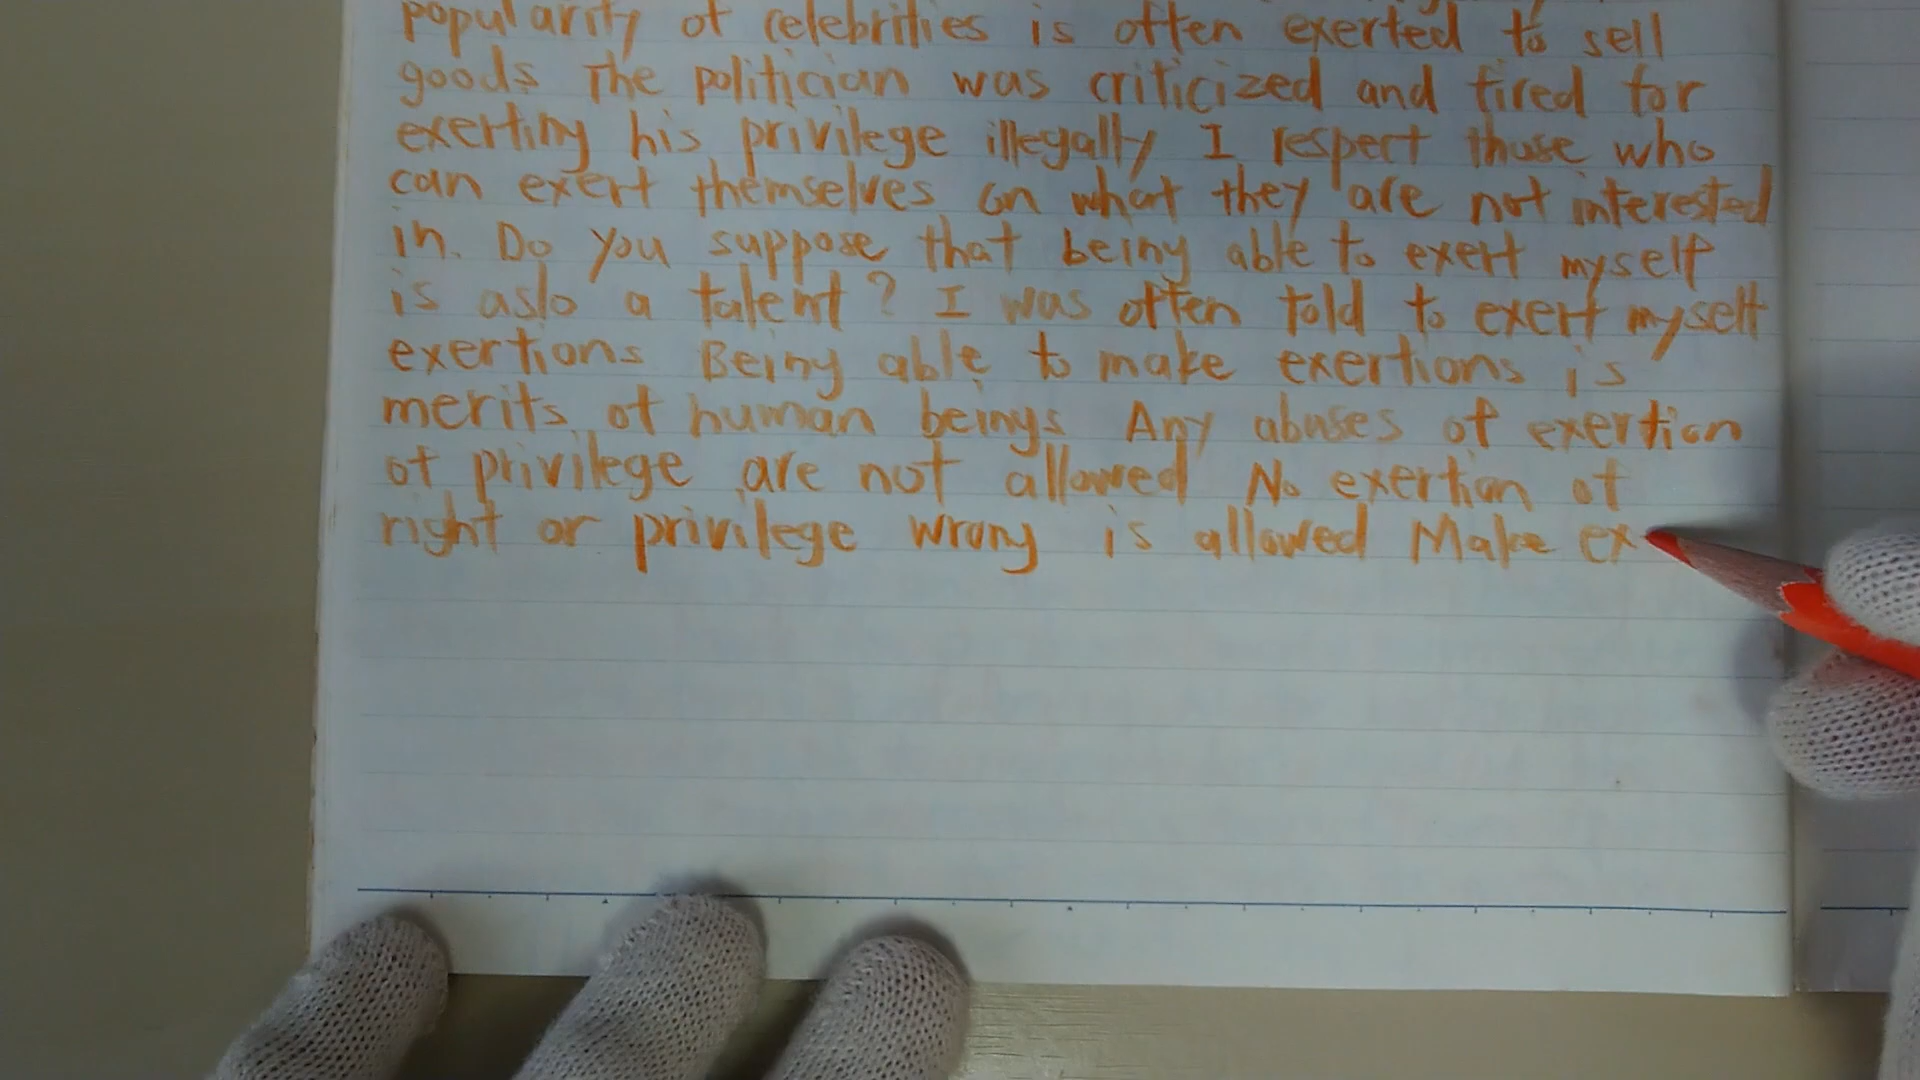 popularity of celebrities is often exerted to sell
goods The politician was criticized and fired for
exerting his privilege illegally I respect those who
can exert themselves on what they are not interested
in. Do you suppose that being able to exert myself
is aslo a talent? I was often told to exert myself
exertions Being able to make exertions is
merits of human beings Any abuses of exertion
of privilege are not allowed No exertion of
right or privilege wrong is allowed Make ex